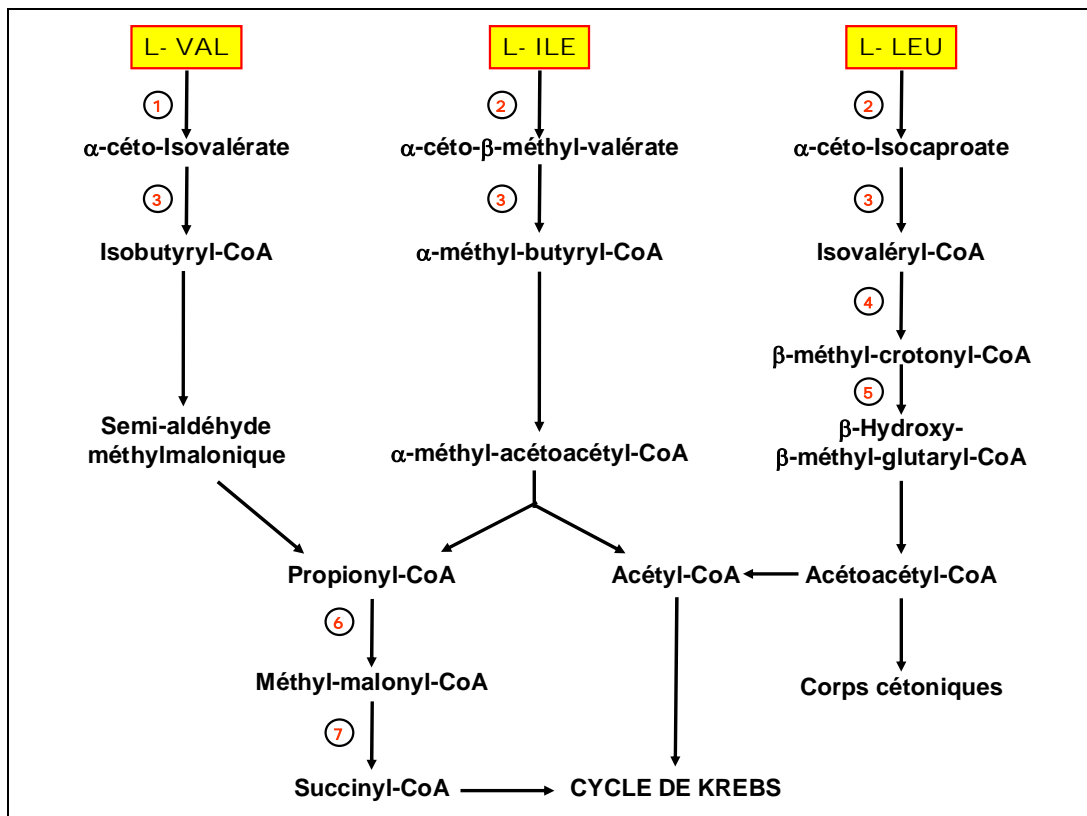 L- VAL
L- ILE
L- LEU
1
2
2
α-céto-Isovalérate
α-céto-β-méthyl-valérate
α-céto-Isocaproate
3
3
3
Isobutyryl-CoA
α-méthyl-butyryl-CoA
Isovaléryl-CoA
4
β-méthyl-crotonyl-CoA
5
Semi-aldéhyde
méthylmalonique
α-méthyl-acétoacétyl-CoA
β-Hydroxy-
β-méthyl-glutaryl-CoA
Propionyl-CoA
Acétyl-CoA
Acétoacétyl-CoA
6
Méthyl-malonyl-CoA
Corps cétoniques
7
Succinyl-CoA
CYCLE DE KREBS